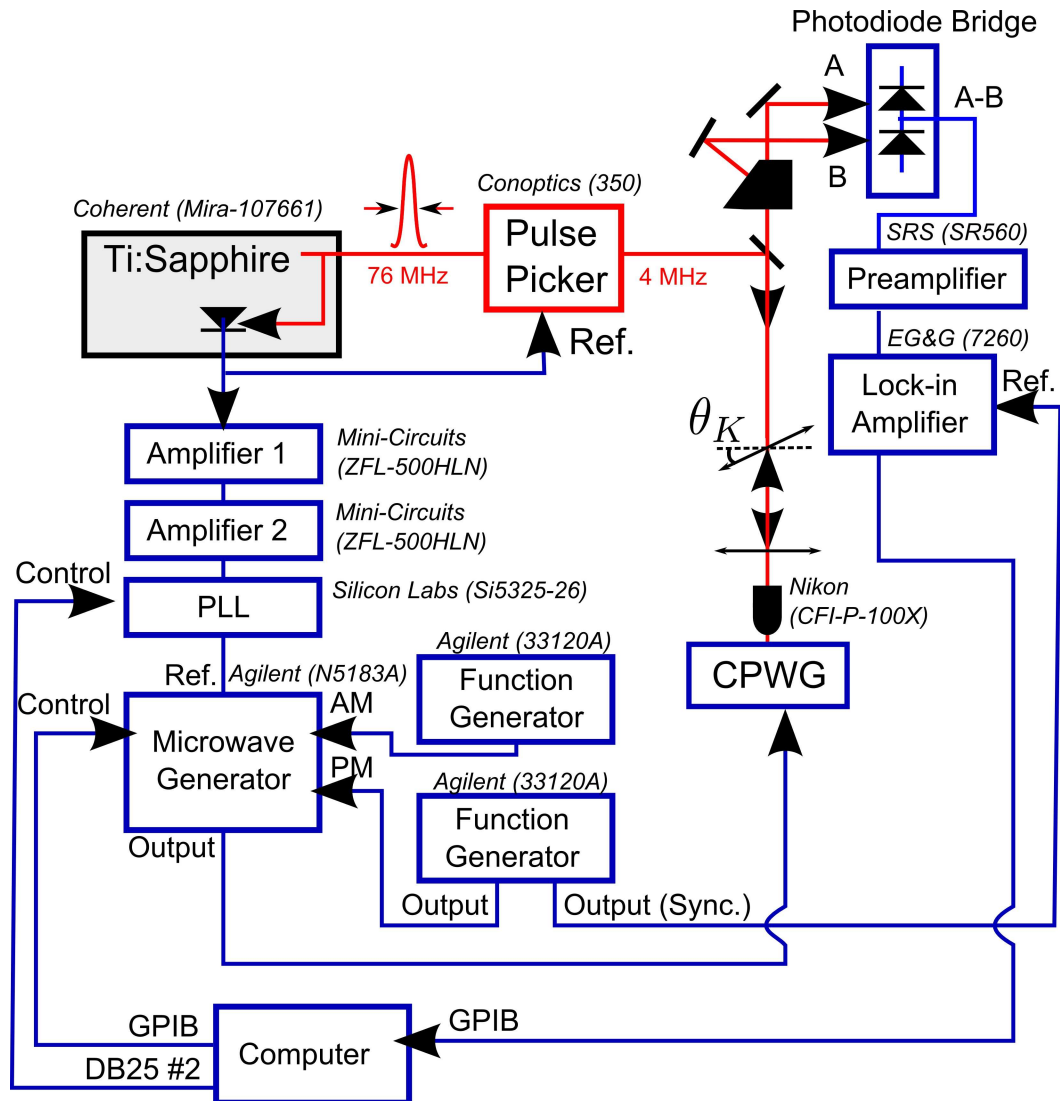 Photodiode Bridge
A
A-B
B
Conoptics (350)
Coherent (Mira-107661)
Ti:Sapphire
76 MHz
Pulse
Picker
4 MHz
Ref.
SRS (SR560)
Preamplifier
EG&G (7260)
Lock-in
Amplifier
Ref.
θK
Amplifier 1
Mini-Circuits
(ZFL-500HLN)
Amplifier 2
Mini-Circuits
(ZFL-500HLN)
Control
PLL
Silicon Labs (Si5325-26)
Nikon
(CFI-P-100X)
CPWG
Ref.
Agilent (N5183A)
Agilent (33120A)
Function
Generator
Control
AM
Microwave
Generator
PM
Agilent (33120A)
Function
Generator
Output
Output
Output (Sync.)
GPIB
DB25 #2
Computer
GPIB